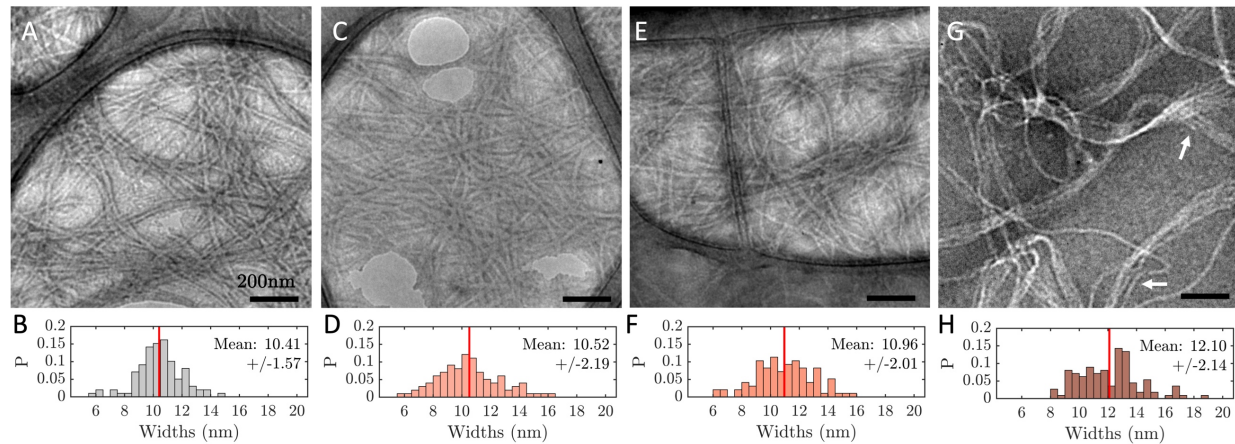 A
C
E
G
200nm
B
0.2
0.15
0.1
0.05
0
P
Mean: 10.41
+/-1.57
6 8 10 12 14 16 18 20
Widths (nm)
D
0.2
0.15
0.1
0.05
0
P
Mean: 10.52
+/-2.19
6 8 10 12 14 16 18 20
Widths (nm)
F
0.2
0.15
0.1
0.05
0
P
Mean: 10.96
+/-2.01
6 8 10 12 14 16 18 20
Widths (nm)
H
0.2
0.15
0.1
0.05
0
P
Mean: 12.10
+/-2.14
6 8 10 12 14 16 18 20
Widths (nm)